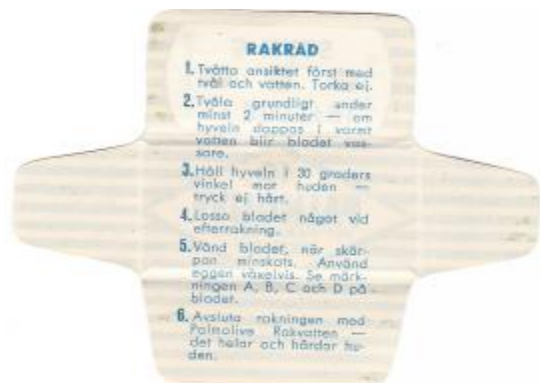 RAKRÅD
1. Tvätta ansiktet först med
tvål och vatten. Torka ej.
2. Tvåla grundligt under
minst 2 minuter — om
hyveln doppas i varmt
vatten blir bladet vas-
sare.
3. Håll hyveln i 30 graders
vinkel mot huden —
tryck ej hårt.
4. Lossa bladet något vid
efterrakning.
5. Vänd bladet, när skär-
pan minskats. Använd
eggen växelvis. Se märk-
ningen A, B, C och D på
bladet.
6. Avsluta rakningen med
Palmolive Rakvatten —
det helar och härdar hu-
den.